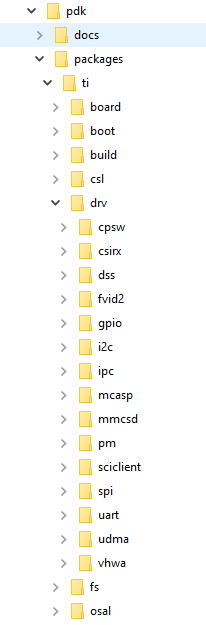 pdk
docs
packages
ti
board
boot
build
csl
drv
cpsw
csirx
dss
fvid2
gpio
i2c
ipc
mcasp
mmcsd
pm
sciclient
spi
uart
udma
vhwa
fs
osal